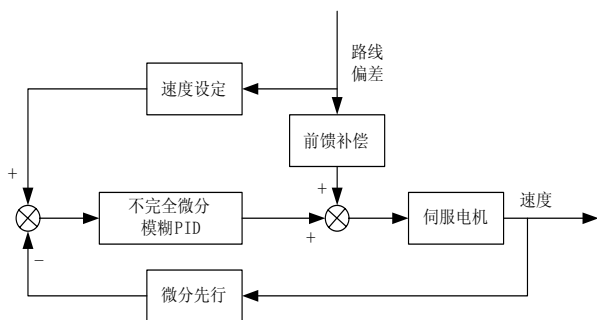 路线
偏差
速度设定
前馈补偿
+
+
不完全微分
模糊PID
+
伺服电机
速度
−
微分先行